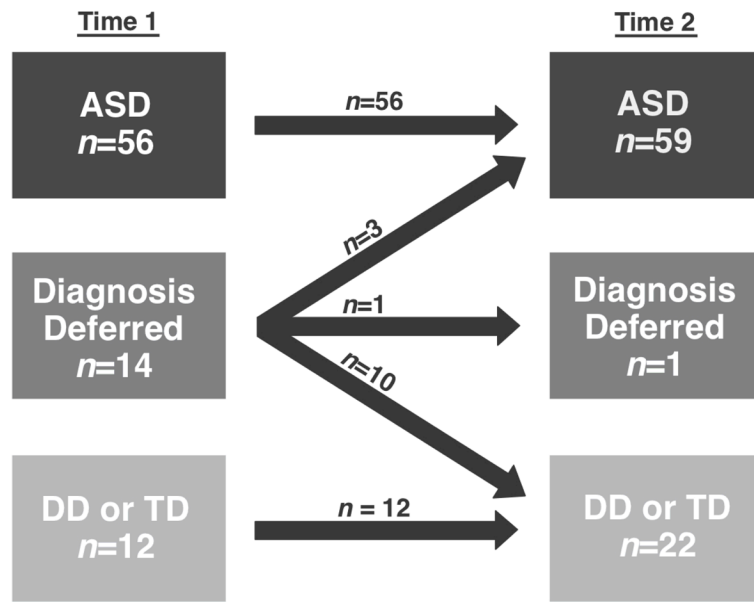 Time 1
Time 2
ASD
n=56
n=56
ASD
n=59
n=3
Diagnosis
Deferred
n=14
n=1
Diagnosis
Deferred
n=1
n=10
DD or TD
n=12
n = 12
DD or TD
n=22